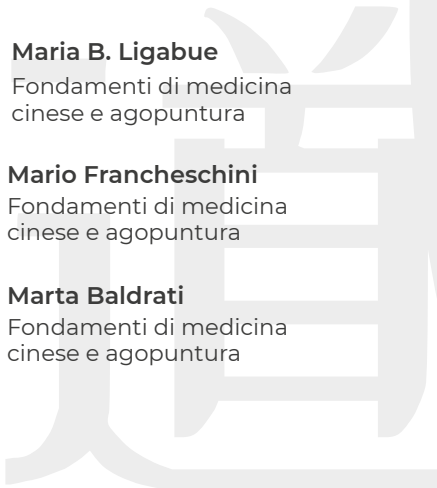 Maria B. Ligabue
Fondamenti di medicina
cinese e agopuntura
Mario Francheschini
Fondamenti di medicina
cinese e agopuntura
Marta Baldrati
Fondamenti di medicina
cinese e agopuntura
道